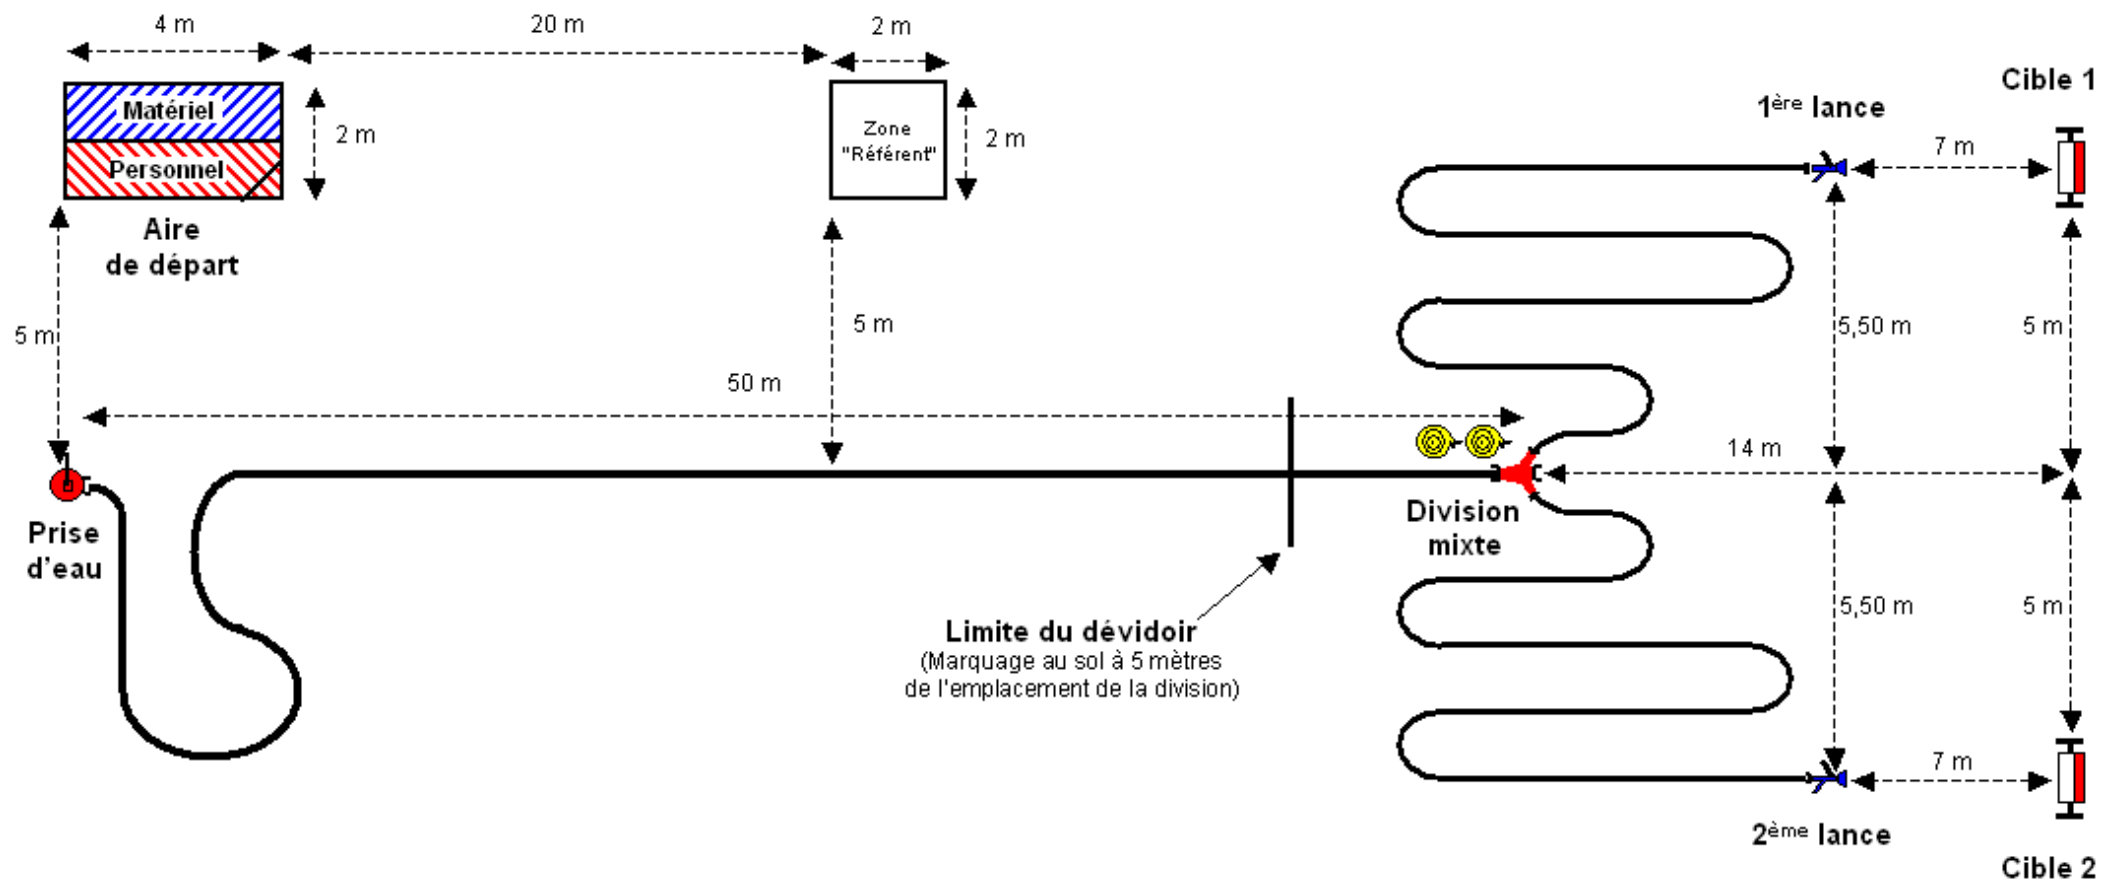 4 m
20 m
2 m
Cible 1
1ère lance
Matériel
2 m
Zone
"Référent"
2 m
7 m
Personnel
Aire
de départ
5 m
5 m
5,50 m
5 m
50 m
14 m
Prise
d'eau
Division
mixte
Limite du dévidoir
(Marquage au sol à 5 mètres
de l'emplacement de la division)
5,50 m
5 m
7 m
2ème lance
Cible 2